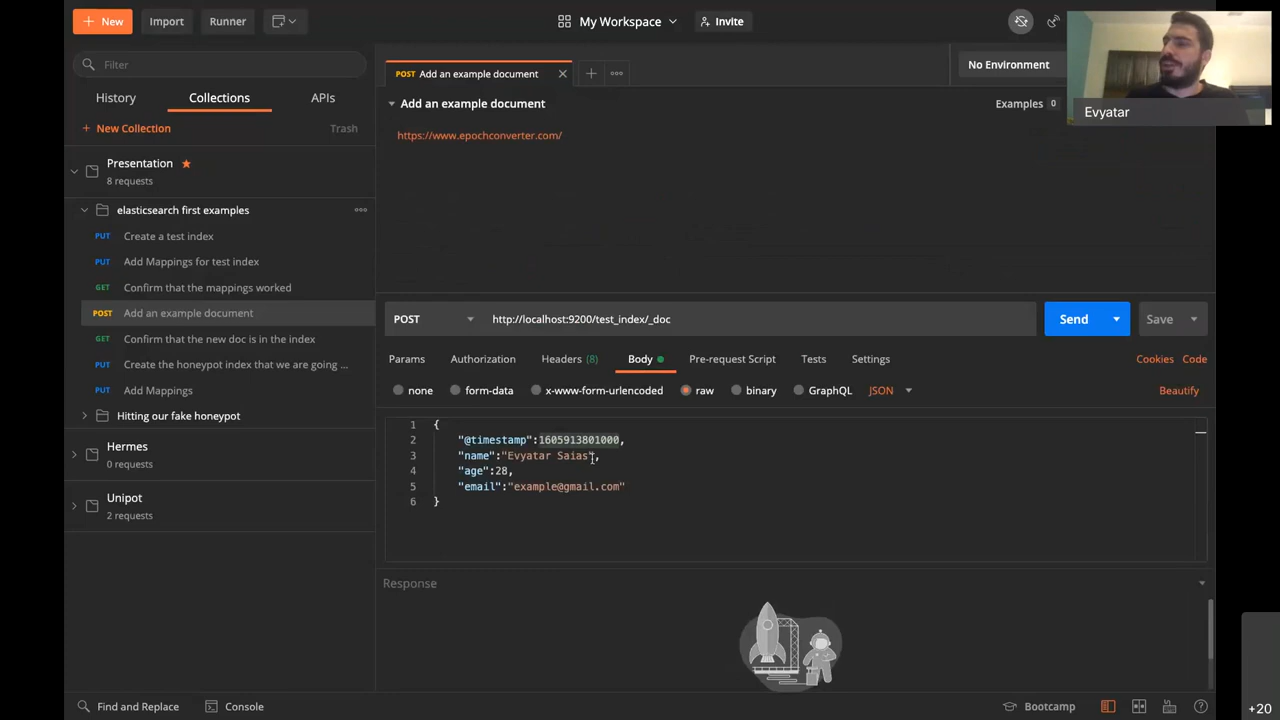 New
Import
Runner
My Workspace
Invite
Filter
History
Collections
APIs
+ New Collection
Trash
Presentation
8 requests
elasticsearch first examples
PUT Create a test index
PUT Add Mappings for test index
GET Confirm that the mappings worked
POST Add an example document
GET Confirm that the new doc is in the index
PUT Create the honeypot index that we are going ...
PUT Add Mappings
Hitting our fake honeypot
Hermes
Unipot
2 requests
POST Add an example document
No Environment
Evyatar
Add an example document
Examples 0
https://www.epochconverter.com/
POST
http://localhost:9200/test_index/_doc
Send
Save
Params
Authorization
Headers (8)
Body
Pre-request Script
Tests
Settings
Cookies
Code
none
form-data
x-www-form-urlencoded
raw
binary
GraphQL
JSON
Beautify
1 {
2 "@timestamp":1605913801000,
3 "name":"Evyatar Saias",
4 "age":28,
5 "email":"example@gmail.com"
6 }
Response
Find and Replace
Console
Bootcamp
+20